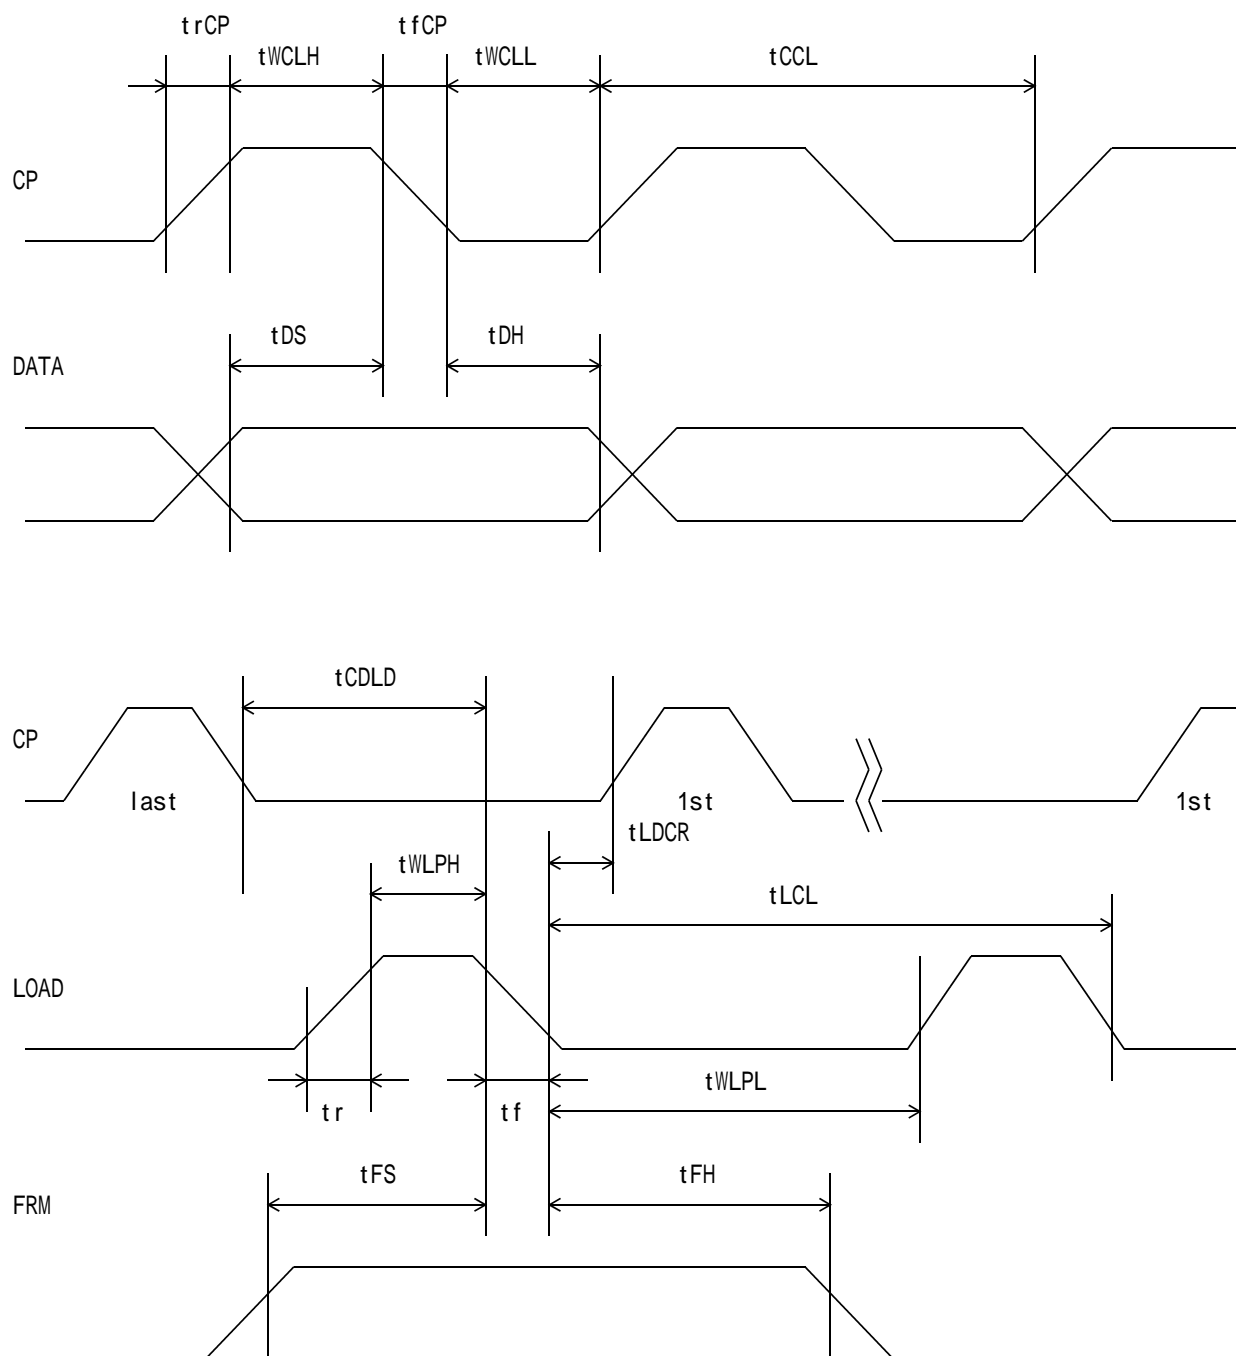 trCP tfCP
tWCLH tWCLL tCCL
CP
tDS tDH
DATA
tCDLD
CP
last 1st 1st
tLDCR
tWLPH
tLCL
LOAD
tWLPL
tr tf
tFS tFH
FRM